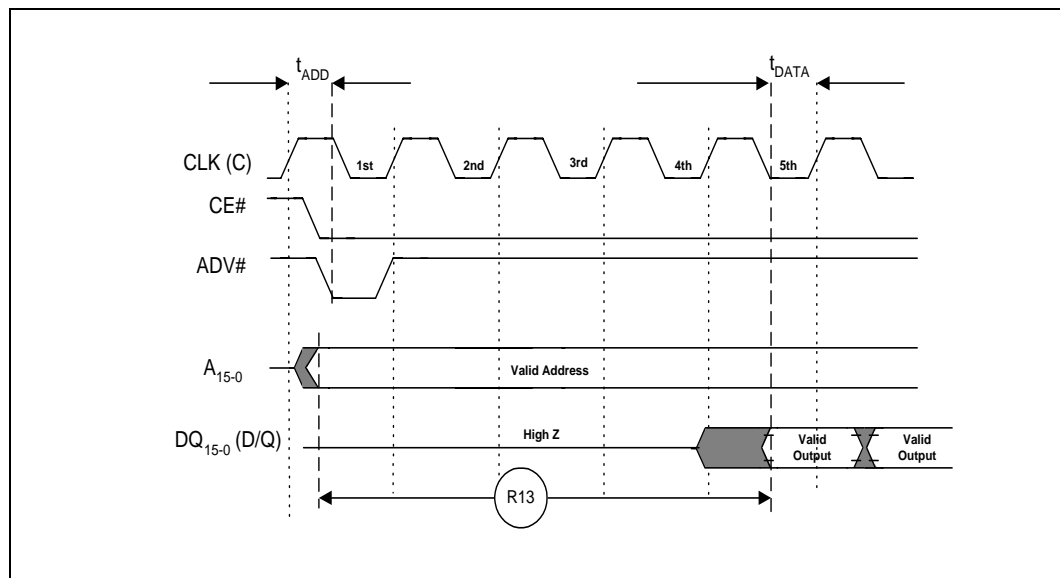 tADD
tDATA
CLK (C)
1st 2nd 3rd 4th 5th
CE#
ADV#
A15-0
Valid Address
DQ15-0 (D/Q)
High Z
Valid Output
Valid Output
R13